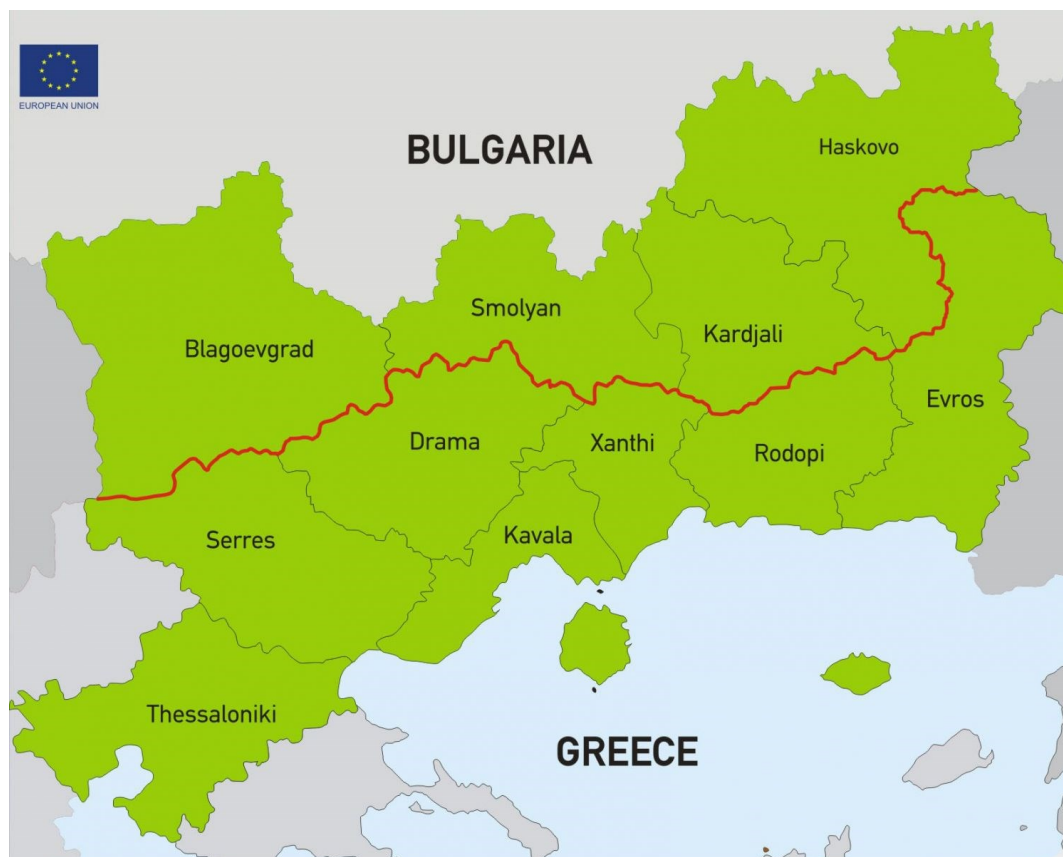 EUROPEAN UNION
BULGARIA
Haskovo
Smolyan
Kardjali
Blagoevgrad
Evros
Drama
Xanthi
Rodopi
Serres
Kavala
Thessaloniki
GREECE